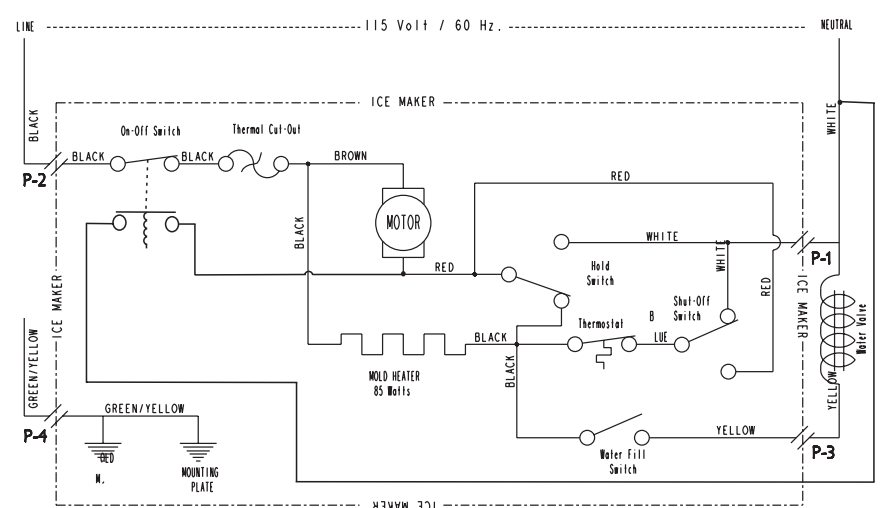 LINE
115 Volt / 60 Hz.
NEUTRAL
ICE MAKER
BLACK
WHITE
On-Off Switch
Thermal Cut-Out
BLACK
BLACK
BROWN
P-2
RED
MOTOR
BLACK
WHITE
WHITE
P-1
RED
Hold
Switch
RED
ICE MAKER
ICE MAKER
Shut-Off
Switch
B
LUE
Thermostat
Water Valve
BLACK
BLACK
MOLD HEATER
85 Watts
GREEN/YELLOW
YELLOW
GREEN/YELLOW
P-4
YELLOW
P-3
Water Fill
Switch
M.
MOUNTING
PLATE
ICE MAKER